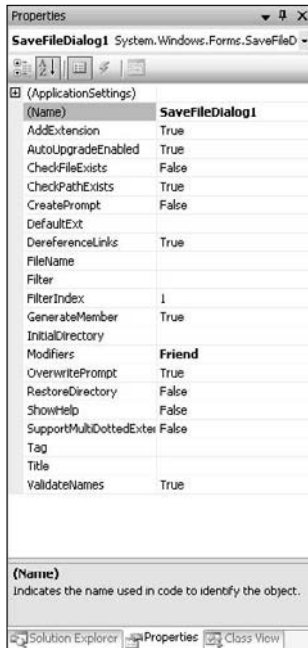 Properties
SaveFileDialog1 System.Windows.Forms.SaveFileD
(ApplicationSettings)
(Name) SaveFileDialog1
AddExtension True
AutoUpgradeEnabled True
CheckFileExists False
CheckPathExists True
CreatePrompt False
DefaultExt
DereferenceLinks True
FileName
Filter
FilterIndex 1
GenerateMember True
InitialDirectory
Modifiers Friend
OverwritePrompt True
RestoreDirectory False
ShowHelp False
SupportMultiDottedExter False
Tag
Title
ValidateNames True
(Name)
Indicates the name used in code to identify the object.
Solution Explorer Properties Class View